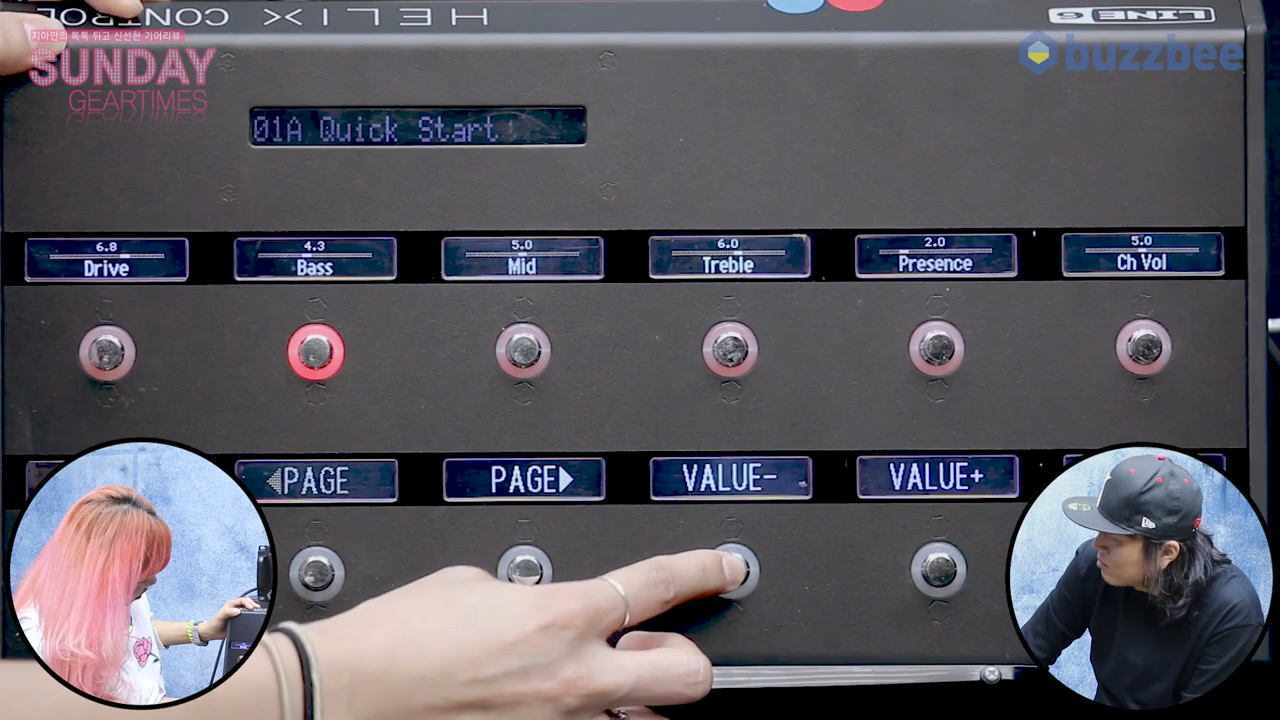 HELIX CONTROL
LINE 6
지아만의 톡톡 튀고 신선한 기어리뷰
SUNDAY
GEARTIMES
buzzbee
01A Quick Start
6.8
Drive
4.3
Bass
5.0
Mid
6.0
Treble
2.0
Presence
5.0
Ch Vol
◀PAGE
PAGE▶
VALUE-
VALUE+